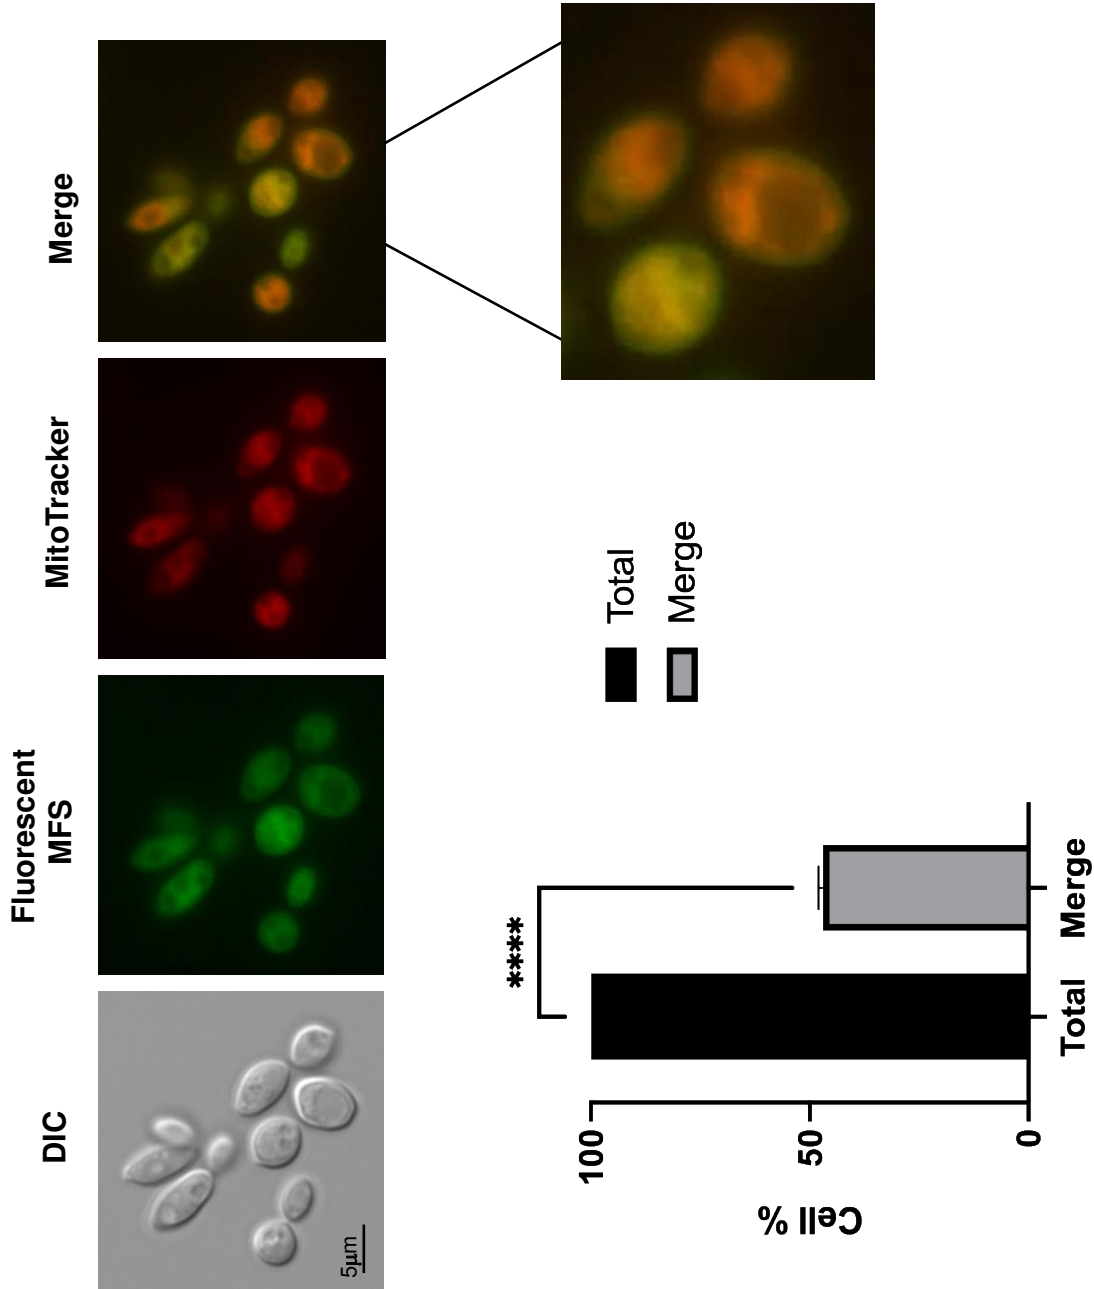 DIC
Fluorescent
MFS
MitoTracker
Merge
5µm
Cell %
100
50
0
****
Total
Merge
Total
Merge